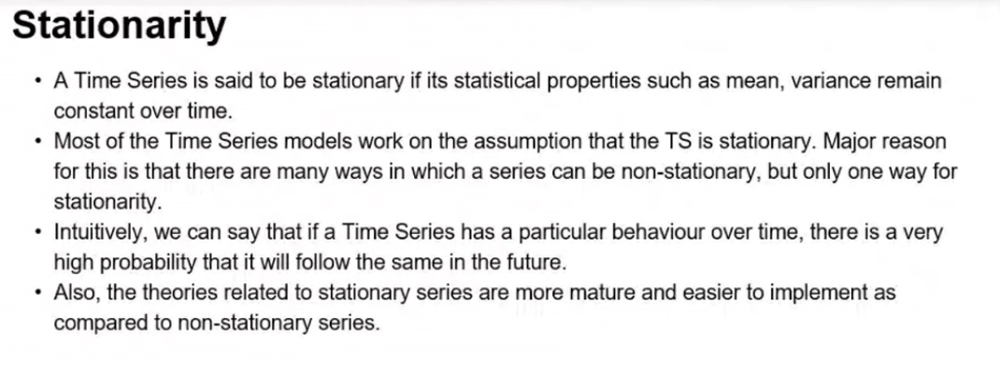 Stationarity
• A Time Series is said to be stationary if its statistical properties such as mean, variance remain
constant over time.
• Most of the Time Series models work on the assumption that the TS is stationary. Major reason
for this is that there are many ways in which a series can be non-stationary, but only one way for
stationarity.
• Intuitively, we can say that if a Time Series has a particular behaviour over time, there is a very
high probability that it will follow the same in the future.
• Also, the theories related to stationary series are more mature and easier to implement as
compared to non-stationary series.